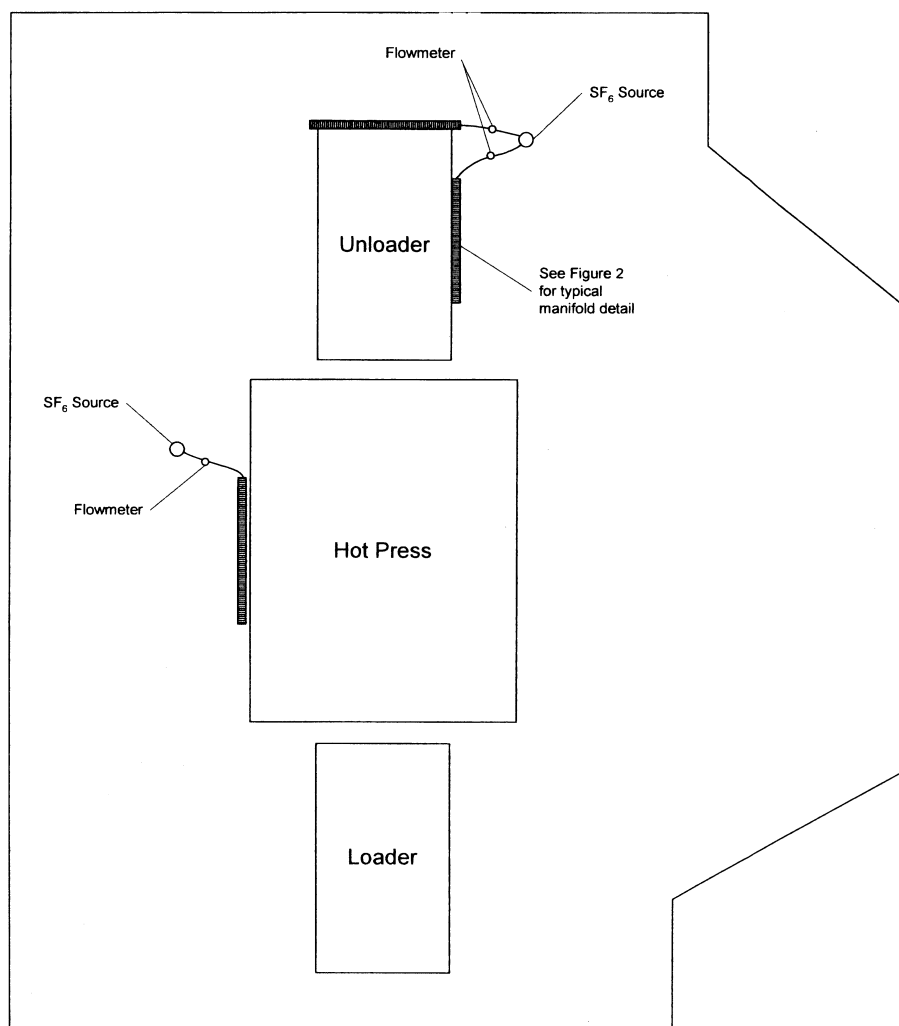 Flowmeter
SF₆ Source
Unloader
See Figure 2
for typical
manifold detail
SF₆ Source
Flowmeter
Hot Press
Loader